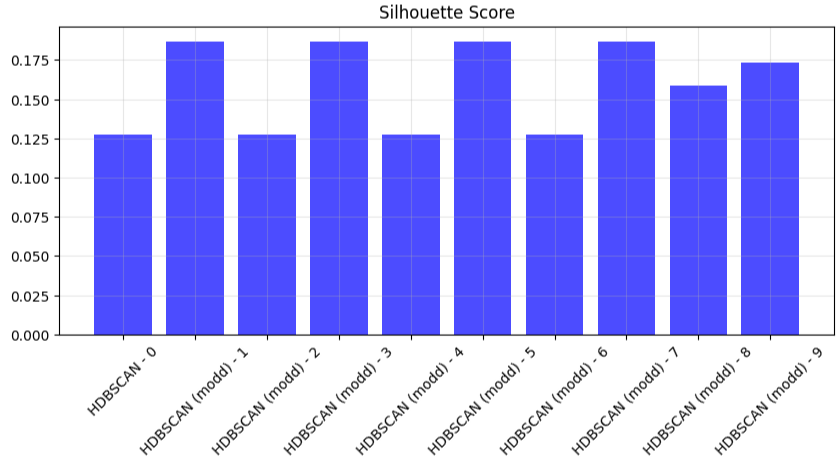 Silhouette Score
0.175
0.150
0.125
0.100
0.075
0.050
0.025
0.000
HDBSCAN - 0
HDBSCAN (modd) - 1
HDBSCAN (modd) - 2
HDBSCAN (modd) - 3
HDBSCAN (modd) - 4
HDBSCAN (modd) - 5
HDBSCAN (modd) - 6
HDBSCAN (modd) - 7
HDBSCAN (modd) - 8
HDBSCAN (modd) - 9